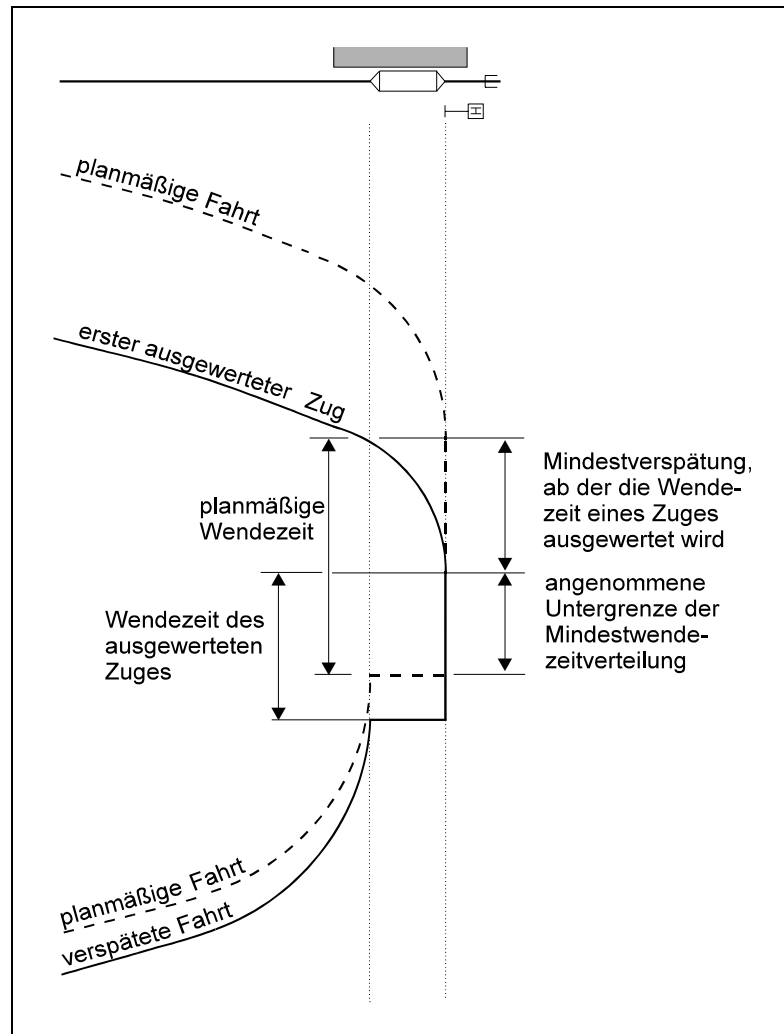 H
planmäßige Fahrt
erster ausgewerteter Zug
planmäßige
Wendezeit
Mindestverspätung,
ab der die Wende-
zeit eines Zuges
ausgewertet wird
Wendezeit des
ausgewerteten
Zuges
angenommene
Untergrenze der
Mindestwende-
zeitverteilung
planmäßige Fahrt
verspätete Fahrt